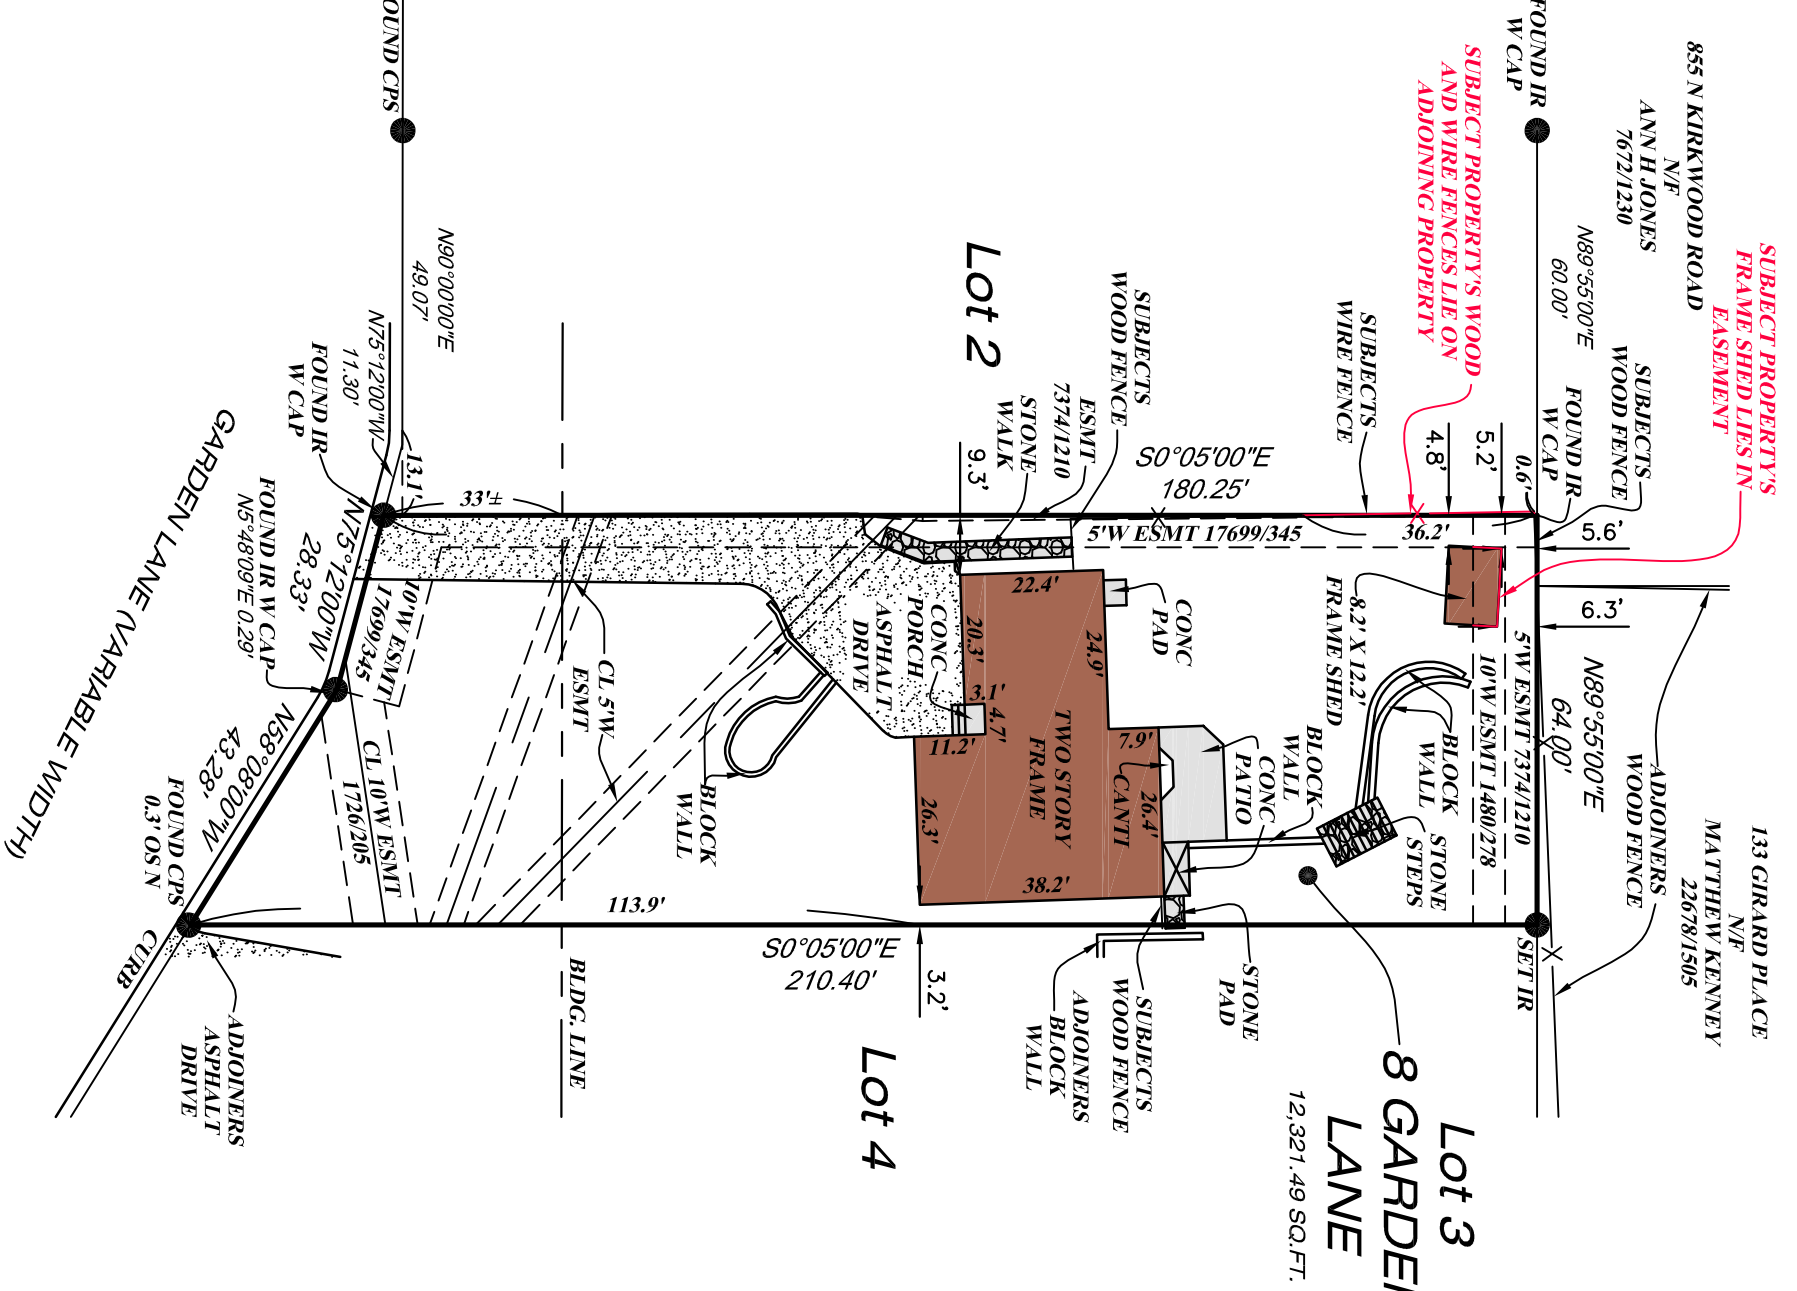 SUBJECT PROPERTY'S
FRAME SHED LIES IN
EASEMENT
133 GIRARD PLACE
N/F
MATTHEW KENNEY
22678/1505
855 N KIRKWOOD ROAD
N/F
ANN H JONES
7672/1230
N89°55'00"E
60.00'
SUBJECTS
WOOD FENCE
FOUND IR
W CAP
0.6'
5.6'
6.3'
N89°55'00"E
64.00'
ADJOINERS
WOOD FENCE
FOUND IR
W CAP
SET IR
SUBJECT PROPERTY'S WOOD
AND WIRE FENCES LIE ON
ADJOINING PROPERTY
5.2'
4.8'
5'W ESMT 7374/1210
10'W ESMT 1480/278
SUBJECTS
WIRE FENCE
36.2'
8.2' X 12.2'
FRAME SHED
BLOCK
WALL
STONE
STEPS
Lot 3
8 GARDEN
LANE
12,321.49 SQ.FT.
S0°05'00"E
180.25'
5'W ESMT 17699/345
BLOCK
WALL
CONC
PATIO
STONE
PAD
SUBJECTS
WOOD FENCE
ESMT
7374/1210
STONE
WALK
CONC
PAD
SUBJECTS
WOOD FENCE
ADJOINERS
BLOCK
WALL
Lot 2
9.3'
22.4'
24.9'
7.9'
CANTI
26.4'
TWO STORY
FRAME
20.3'
3.1'
4.7'
11.2'
38.2'
26.3'
3.2'
CONC
PORCH
ASPHALT
DRIVE
Lot 4
S0°05'00"E
210.40'
113.9'
BLOCK
WALL
CL 5'W
ESMT
BLDG. LINE
33'±
13.1'
N90°00'00"E
49.07'
FOUND CPS
N75°12'00"W
11.30'
FOUND IR
W CAP
10'W ESMT
17699/345
CL 10'W ESMT
1726/205
N75°12'00"W
28.33'
FOUND IR W CAP
N5°48'09"E 0.29'
N58°08'00"W
43.28'
FOUND CPS
0.3' OS N
GARDEN LANE (VARIABLE WIDTH)
CURB
ADJOINERS
ASPHALT
DRIVE